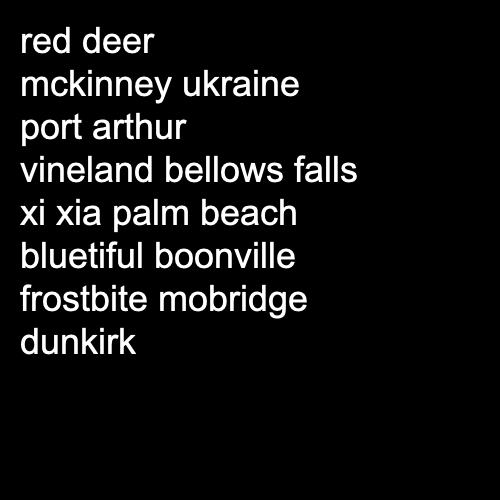 red deer
mckinney ukraine
port arthur
vineland bellows falls
xi xia palm beach
bluetiful boonville
frostbite mobridge
dunkirk